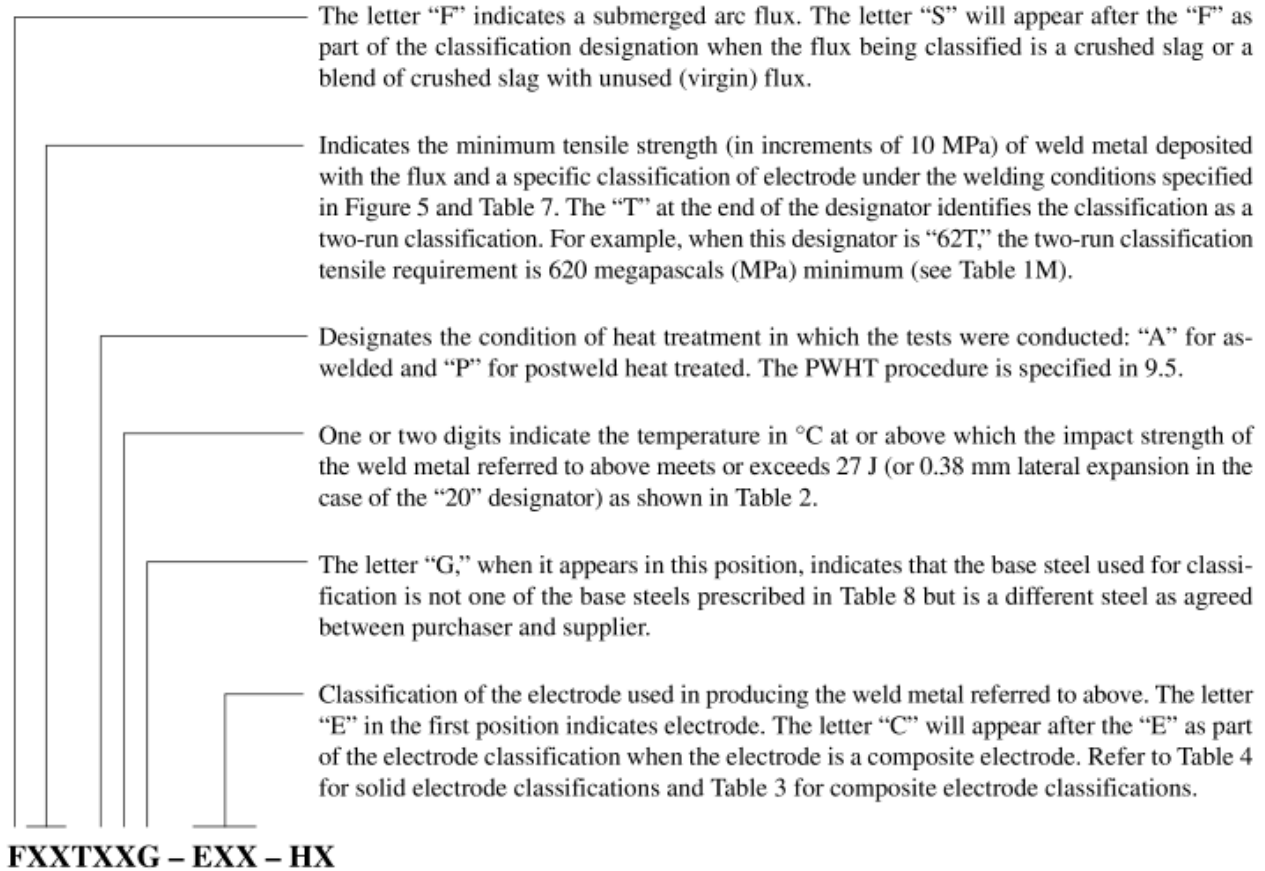 The letter “F” indicates a submerged arc flux. The letter “S” will appear after the “F” as
part of the classification designation when the flux being classified is a crushed slag or a
blend of crushed slag with unused (virgin) flux.
Indicates the minimum tensile strength (in increments of 10 MPa) of weld metal deposited
with the flux and a specific classification of electrode under the welding conditions specified
in Figure 5 and Table 7. The “T” at the end of the designator identifies the classification as a
two-run classification. For example, when this designator is “62T,” the two-run classification
tensile requirement is 620 megapascals (MPa) minimum (see Table 1M).
Designates the condition of heat treatment in which the tests were conducted: “A” for as-
welded and “P” for postweld heat treated. The PWHT procedure is specified in 9.5.
One or two digits indicate the temperature in °C at or above which the impact strength of
the weld metal referred to above meets or exceeds 27 J (or 0.38 mm lateral expansion in the
case of the “20” designator) as shown in Table 2.
The letter “G,” when it appears in this position, indicates that the base steel used for classi-
fication is not one of the base steels prescribed in Table 8 but is a different steel as agreed
between purchaser and supplier.
Classification of the electrode used in producing the weld metal referred to above. The letter
“E” in the first position indicates electrode. The letter “C” will appear after the “E” as part
of the electrode classification when the electrode is a composite electrode. Refer to Table 4
for solid electrode classifications and Table 3 for composite electrode classifications.
FXXTXXG – EXX – HX